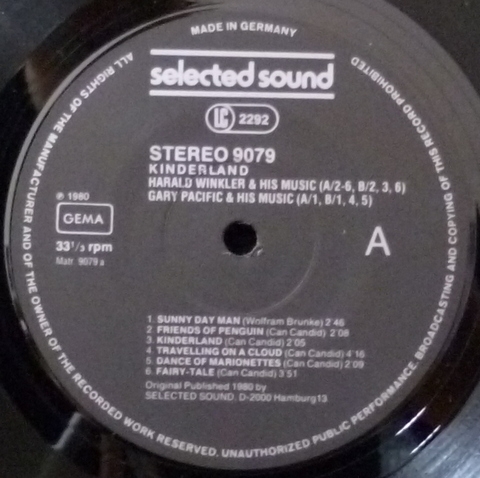 MADE IN GERMANY
ALL RIGHTS OF THE MANUFACTURER AND OF THE OWNER OF THE RECORDED WORK RESERVED. UNAUTHORIZED PUBLIC PERFORMANCE, BROADCASTING AND COPYING OF THIS RECORD PROHIBITED
selected sound
LC 2292
STEREO 9079
KINDERLAND
HARALD WINKLER & HIS MUSIC (A/2-6, B/2, 3, 6)
GARY PACIFIC & HIS MUSIC (A/1, B/1, 4, 5)
℗ 1980
GEMA
33 1/3 rpm
Matr. 9079 a
A
1. SUNNY DAY MAN (Wolfram Brunke) 2'46
2. FRIENDS OF PENGUIN (Can Candid) 2'08
3. KINDERLAND (Can Candid) 2'05
4. TRAVELLING ON A CLOUD (Can Candid) 4'16
5. DANCE OF MARIONETTES (Can Candid) 2'09
6. FAIRY-TALE (Can Candid) 3'51
Original Published 1980 by
SELECTED SOUND, D-2000 Hamburg 13